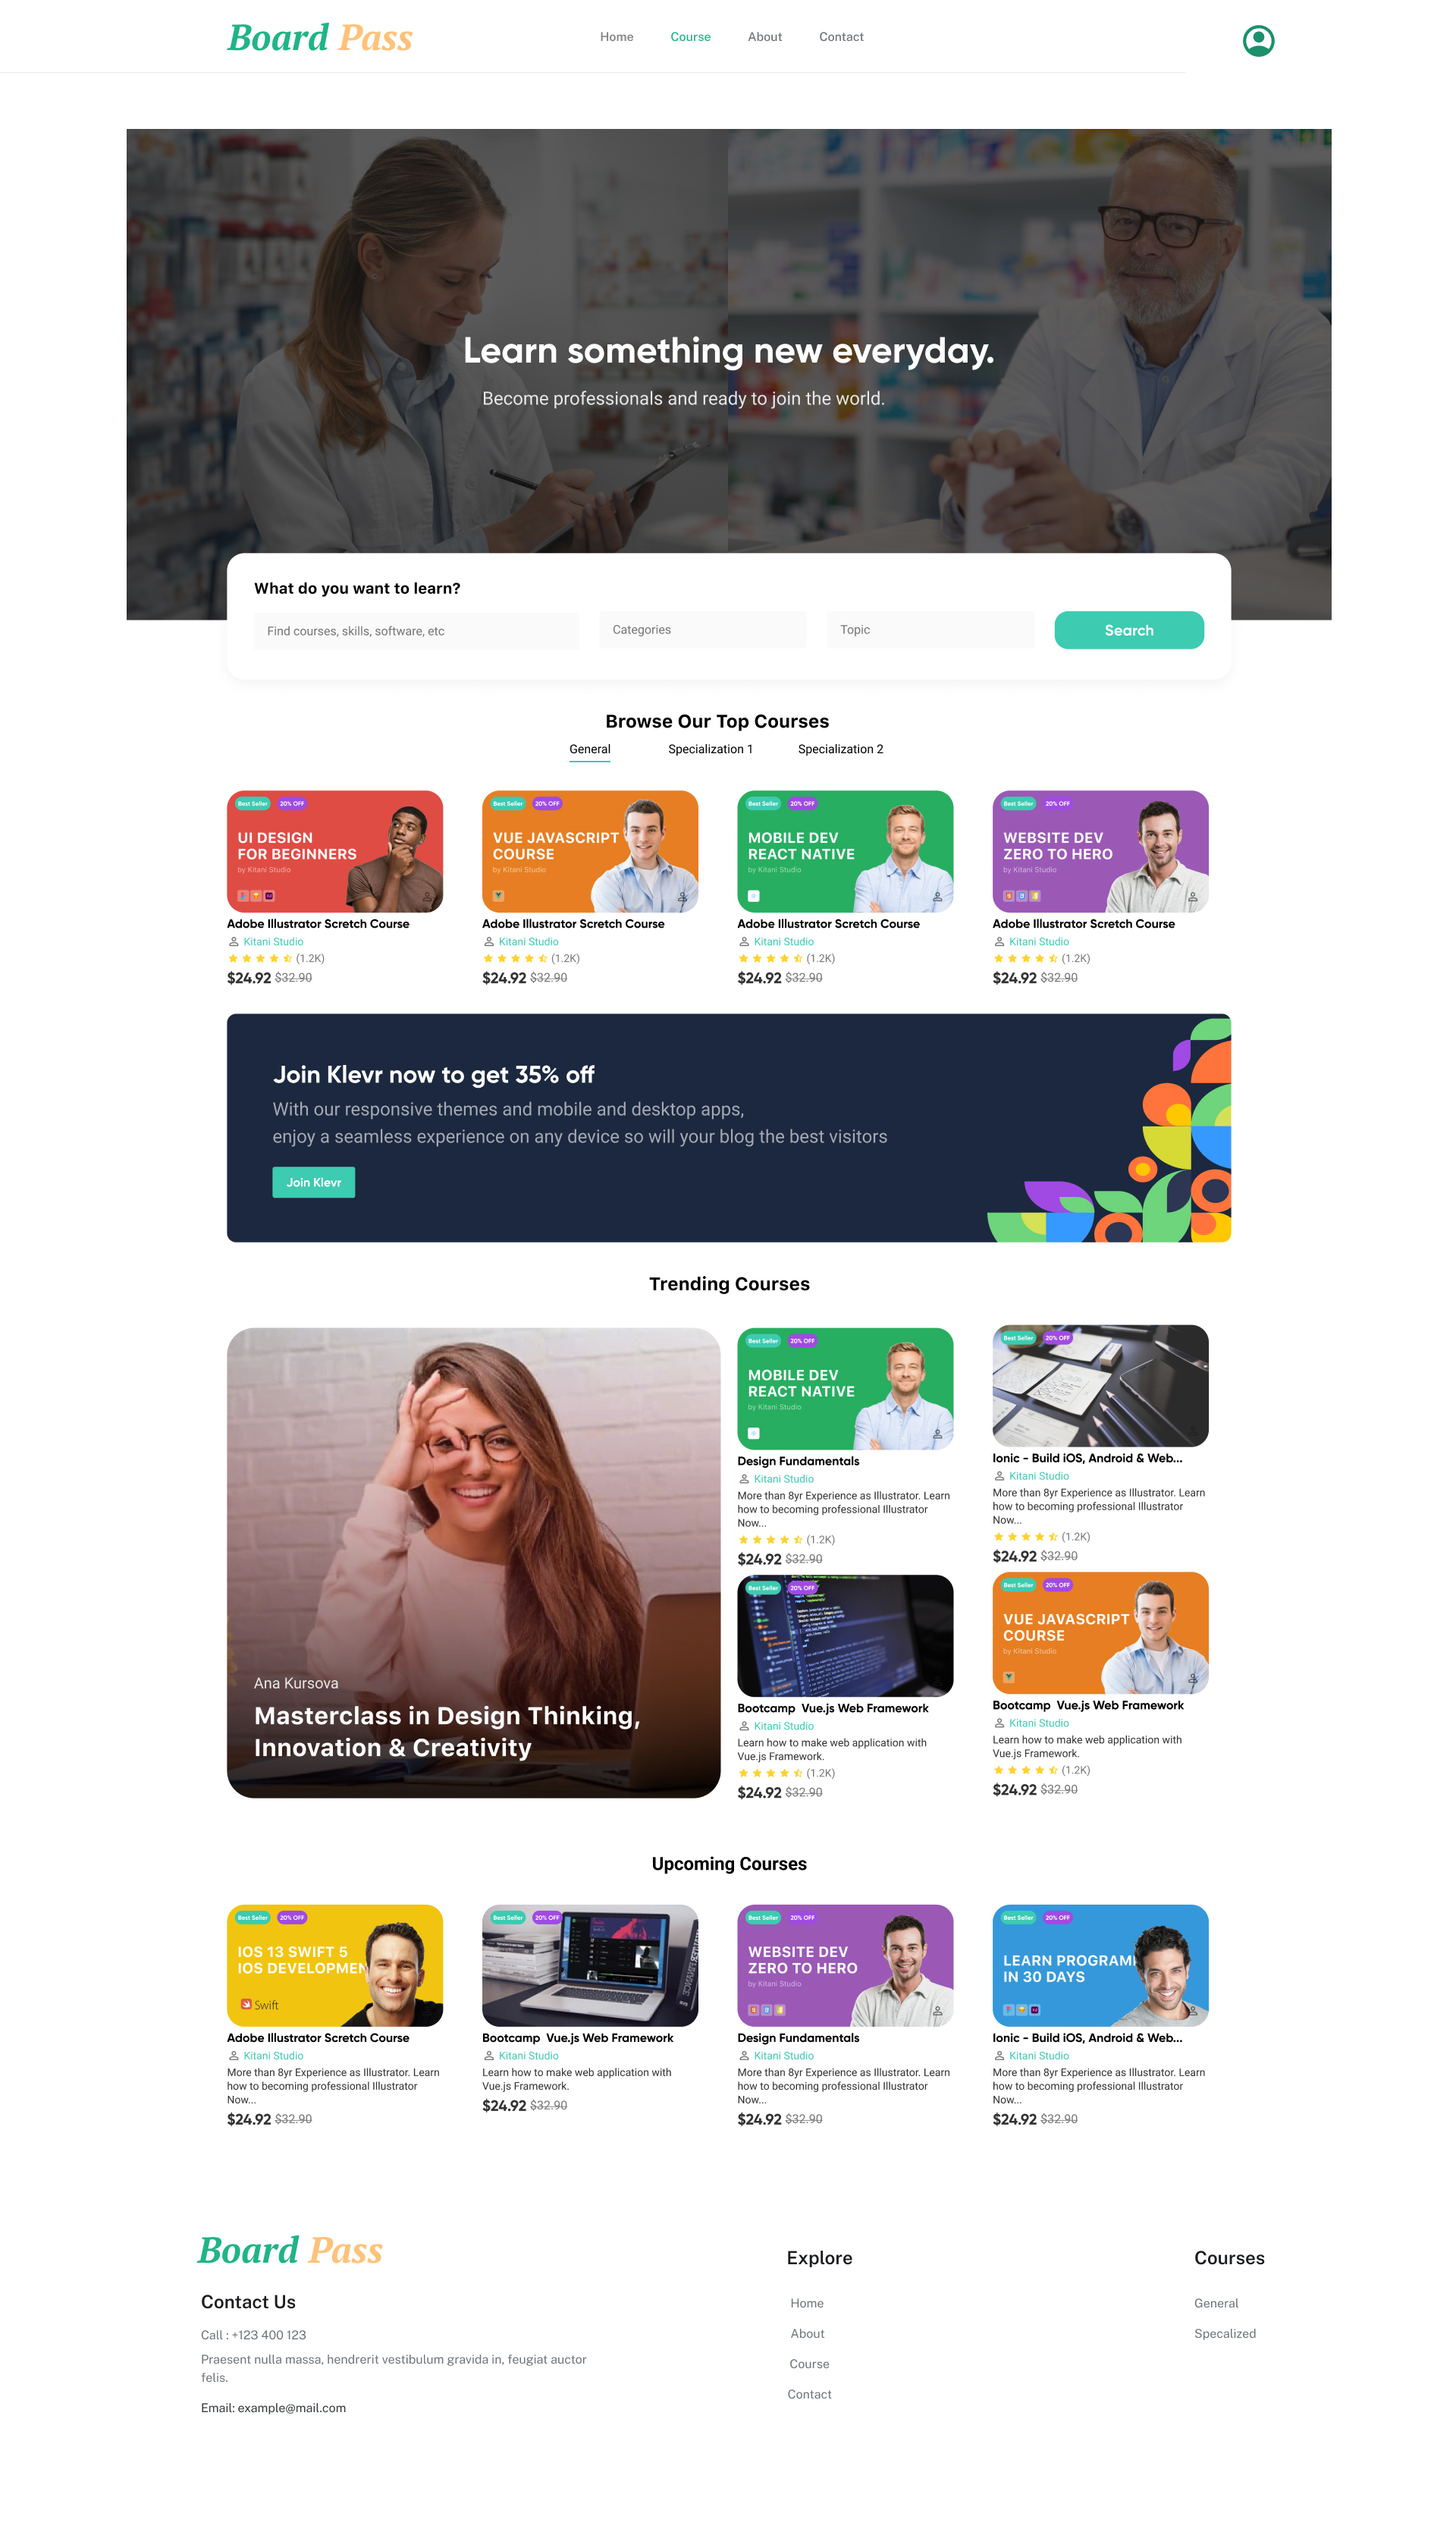 Board Pass
Home
Course
About
Contact
Learn something new everyday.
Become professionals and ready to join the world.
What do you want to learn?
Find courses, skills, software, etc
Categories
Topic
Search
Browse Our Top Courses
General
Specialization 1
Specialization 2
Best Seller
20% OFF
UI DESIGN
FOR BEGINNERS
by Kitani Studio
Adobe Illustrator Scretch Course
Kitani Studio
(1.2K)
$24.92 $32.90
Best Seller
20% OFF
VUE JAVASCRIPT
COURSE
by Kitani Studio
Adobe Illustrator Scretch Course
Kitani Studio
(1.2K)
$24.92 $32.90
Best Seller
20% OFF
MOBILE DEV
REACT NATIVE
by Kitani Studio
Adobe Illustrator Scretch Course
Kitani Studio
(1.2K)
$24.92 $32.90
Best Seller
20% OFF
WEBSITE DEV
ZERO TO HERO
by Kitani Studio
Adobe Illustrator Scretch Course
Kitani Studio
(1.2K)
$24.92 $32.90
Join Klevr now to get 35% off
With our responsive themes and mobile and desktop apps,
enjoy a seamless experience on any device so will your blog the best visitors
Join Klevr
Trending Courses
Ana Kursova
Masterclass in Design Thinking,
Innovation & Creativity
Best Seller
20% OFF
MOBILE DEV
REACT NATIVE
by Kitani Studio
Design Fundamentals
Kitani Studio
More than 8yr Experience as Illustrator. Learn
how to becoming professional Illustrator
Now...
(1.2K)
$24.92 $32.90
Best Seller
20% OFF
Ionic - Build iOS, Android & Web...
Kitani Studio
More than 8yr Experience as Illustrator. Learn
how to becoming professional Illustrator
Now...
(1.2K)
$24.92 $32.90
Best Seller
20% OFF
Bootcamp Vue.js Web Framework
Kitani Studio
Learn how to make web application with
Vue.js Framework.
(1.2K)
$24.92 $32.90
Best Seller
20% OFF
VUE JAVASCRIPT
COURSE
by Kitani Studio
Bootcamp Vue.js Web Framework
Kitani Studio
Learn how to make web application with
Vue.js Framework.
(1.2K)
$24.92 $32.90
Upcoming Courses
Best Seller
20% OFF
IOS 13 SWIFT 5
IOS DEVELOPMEN
Swift
Adobe Illustrator Scretch Course
Kitani Studio
More than 8yr Experience as Illustrator. Learn
how to becoming professional Illustrator
Now...
$24.92 $32.90
Best Seller
20% OFF
Bootcamp Vue.js Web Framework
Kitani Studio
Learn how to make web application with
Vue.js Framework.
$24.92 $32.90
Best Seller
20% OFF
WEBSITE DEV
ZERO TO HERO
by Kitani Studio
Design Fundamentals
Kitani Studio
More than 8yr Experience as Illustrator. Learn
how to becoming professional Illustrator
Now...
$24.92 $32.90
Best Seller
20% OFF
LEARN PROGRAM
IN 30 DAYS
Ionic - Build iOS, Android & Web...
Kitani Studio
More than 8yr Experience as Illustrator. Learn
how to becoming professional Illustrator
Now...
$24.92 $32.90
Board Pass
Contact Us
Call : +123 400 123
Praesent nulla massa, hendrerit vestibulum gravida in, feugiat auctor
felis.
Email: example@mail.com
Explore
Home
About
Course
Contact
Courses
General
Specalized